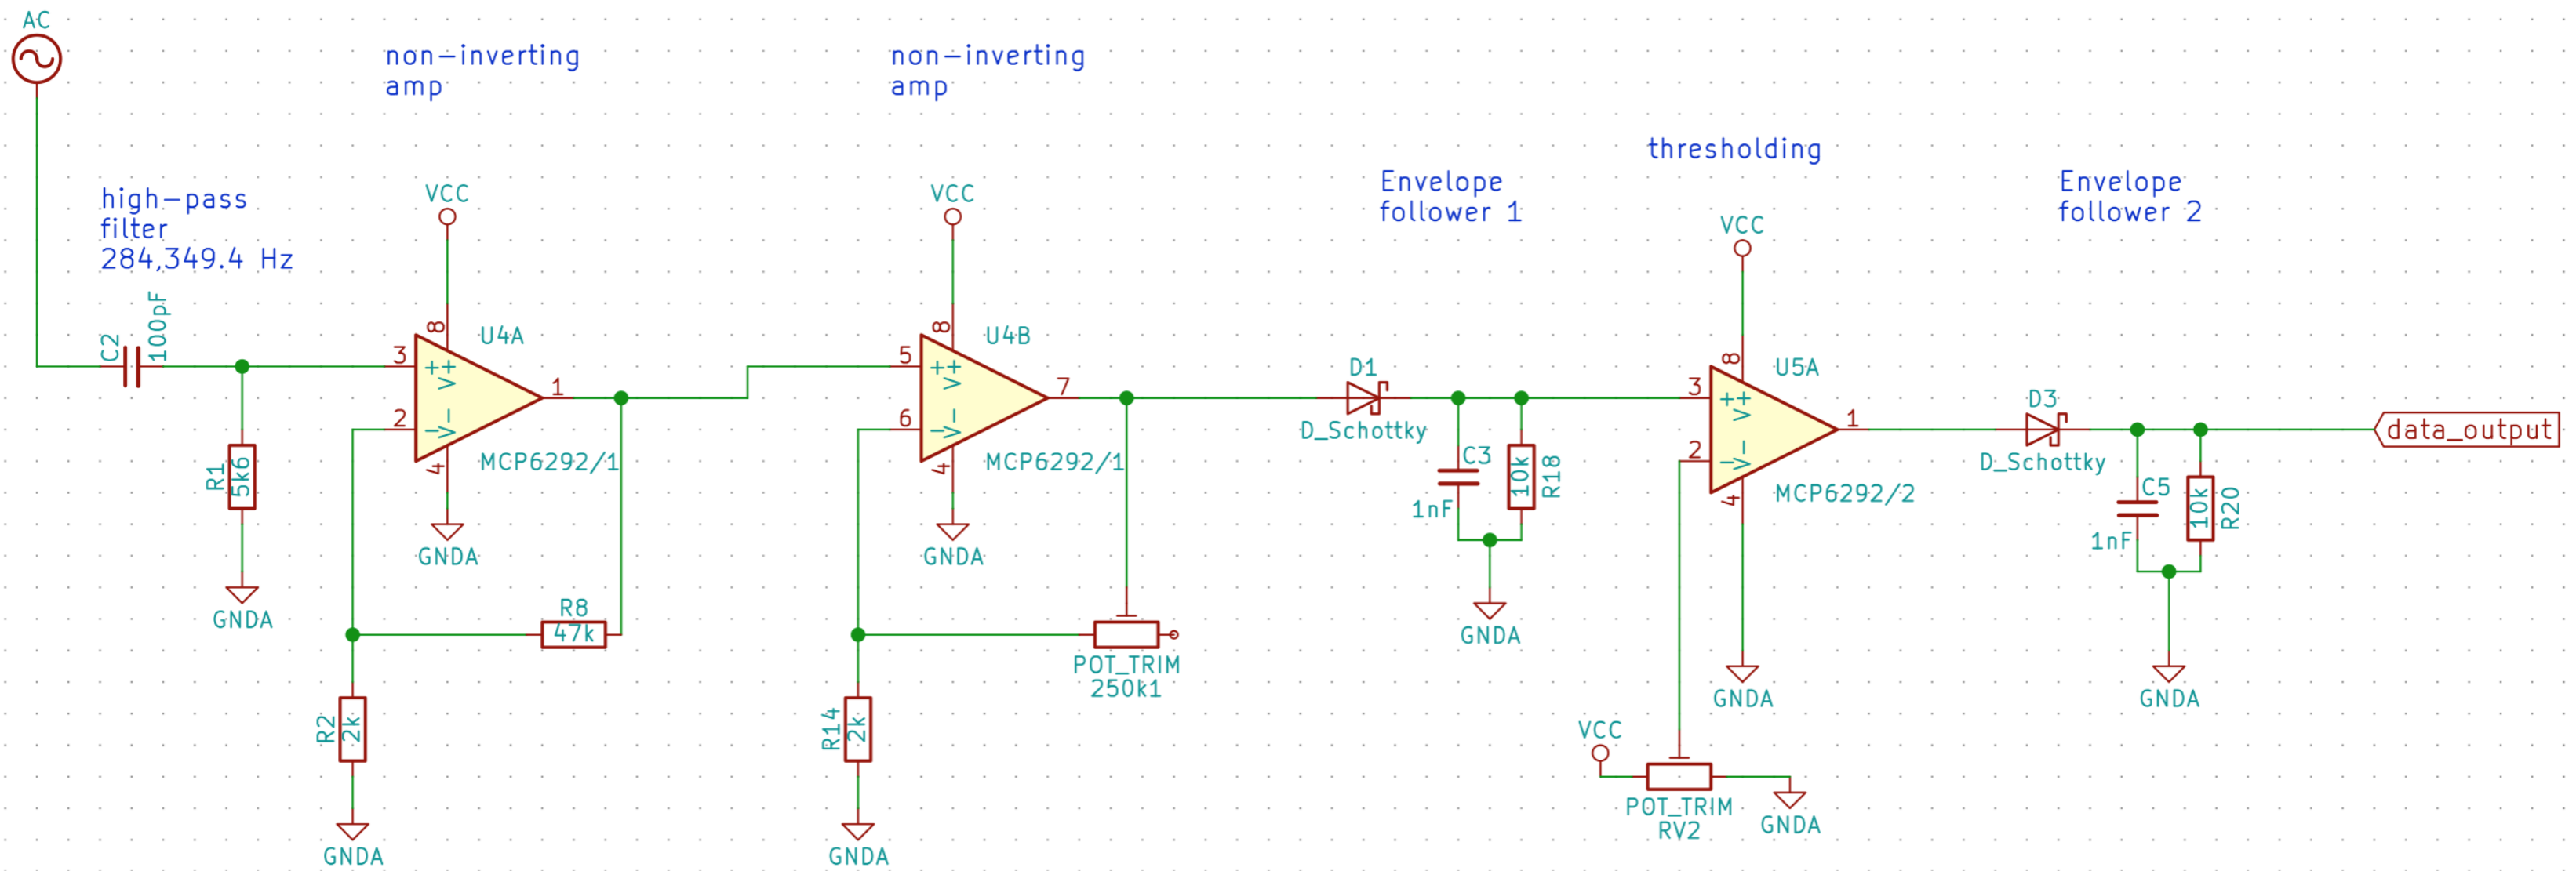 AC
non-inverting
amp
non-inverting
amp
thresholding
Envelope
follower 1
Envelope
follower 2
high-pass
filter
284,349.4 Hz
VCC
VCC
VCC
C2
100pF
8
U4A
3
++
V+
1
2
-
V-
4
MCP6292/1
GNDA
8
U4B
5
++
V+
7
6
-
V-
4
MCP6292/1
GNDA
R1
5k6
GNDA
R8
47k
R2
2k
GNDA
POT_TRIM
250k1
R14
2k
GNDA
D1
D_Schottky
C3
1nF
10k
R18
GNDA
8
U5A
3
++
V+
1
2
-
V-
4
MCP6292/2
GNDA
VCC
POT_TRIM
RV2
GNDA
D3
D_Schottky
C5
1nF
10k
R20
GNDA
data_output